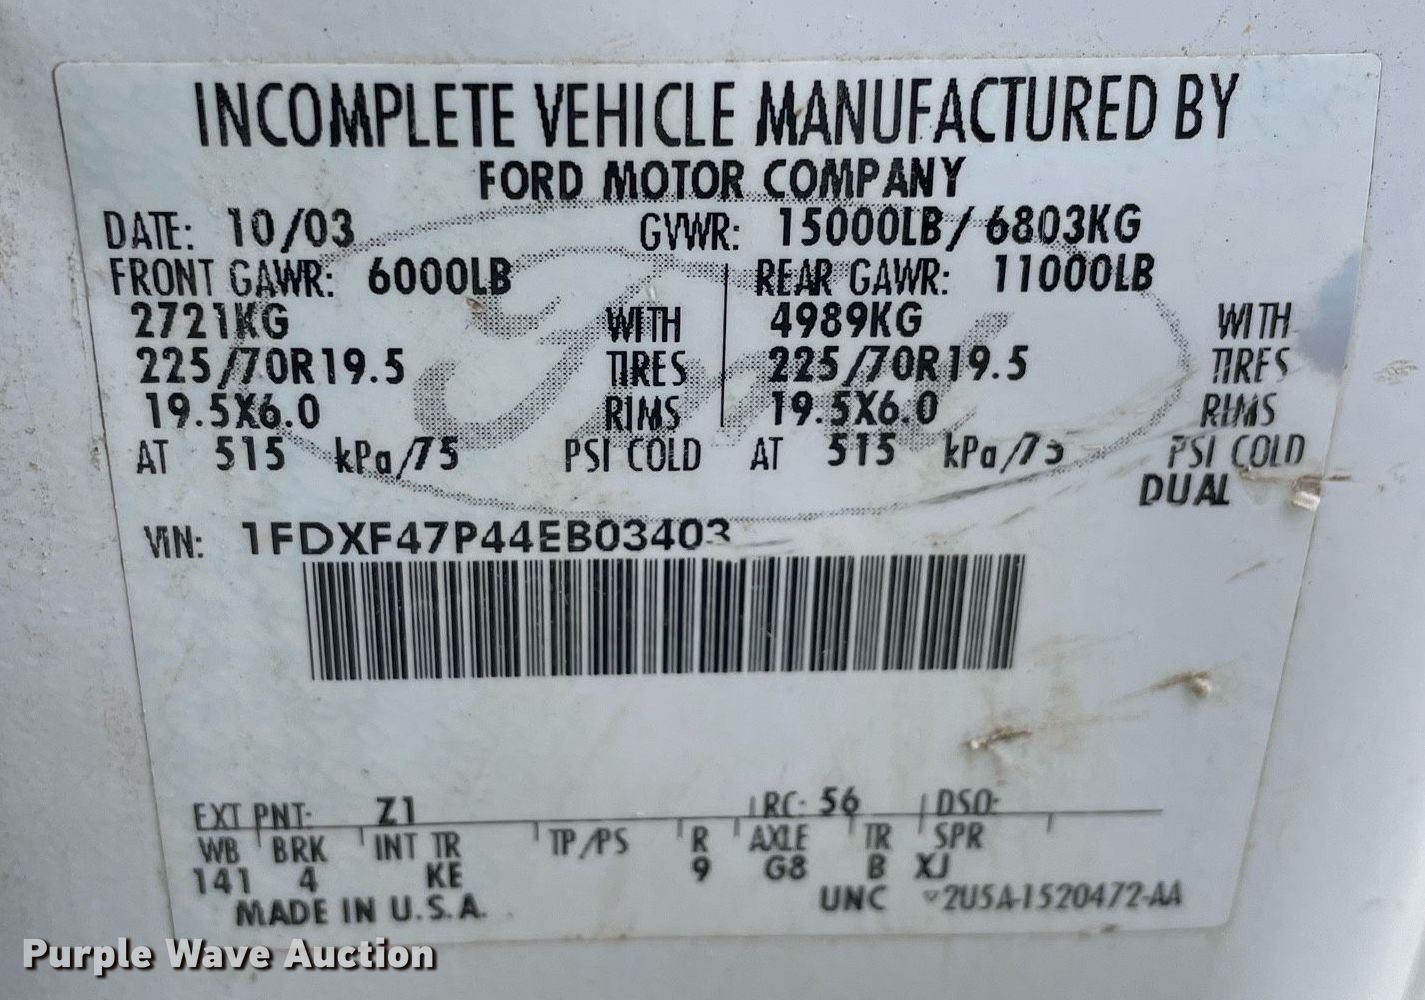 INCOMPLETE VEHICLE MANUFACTURED BY
FORD MOTOR COMPANY
DATE: 10/03 GVWR: 15000LB/ 6803KG
FRONT GAWR: 6000LB REAR GAWR: 11000LB
2721KG WITH 4989KG WITH
225/70R19.5 TIRES 225/70R19.5 TIRES
19.5X6.0 RIMS 19.5X6.0 RIMS
AT 515 kPa/75 PSI COLD AT 515 kPa/75 PSI COLD
DUAL
VIN: 1FDXF47P44EB03403
EXT PNT: Z1 RC: 56 DSO:
WB BRK INT TR TP/PS R AXLE TR SPR
141 4 KE 9 G8 B XJ
MADE IN U.S.A. UNC 2U5A-1520472-AA
Ford
Purple Wave Auction